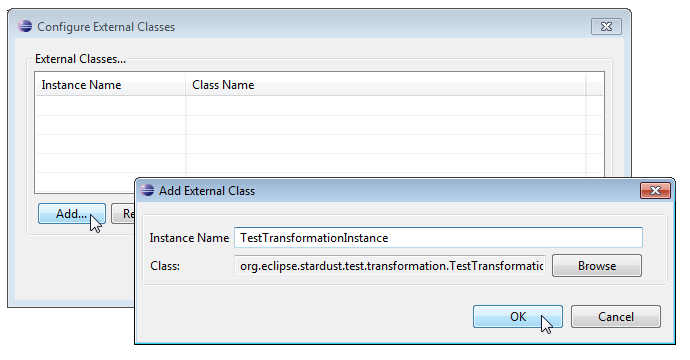 Configure External Classes
External Classes...
Instance Name Class Name
Add...
Add External Class
Instance Name TestTransformationInstance
Class: org.eclipse.stardust.test.transformation.TestTransformatic Browse
OK Cancel